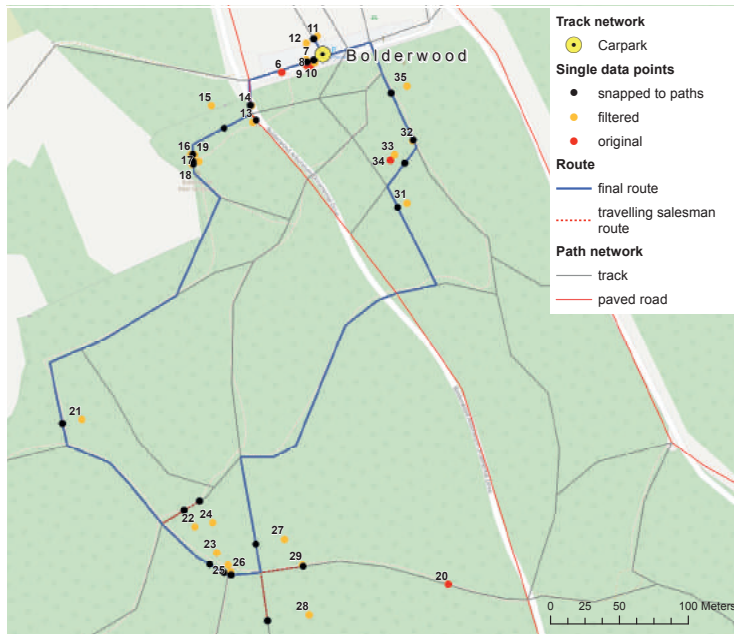 Track network
Carpark
Single data points
snapped to paths
filtered
original
Route
final route
travelling salesman
route
Path network
track
paved road
11
12
7
Bolderwood
8
6
9
10
35
15
14
13
32
16
19
33
17
34
18
31
21
22
24
27
23
29
25
26
20
28
0
25
50
100 Meters